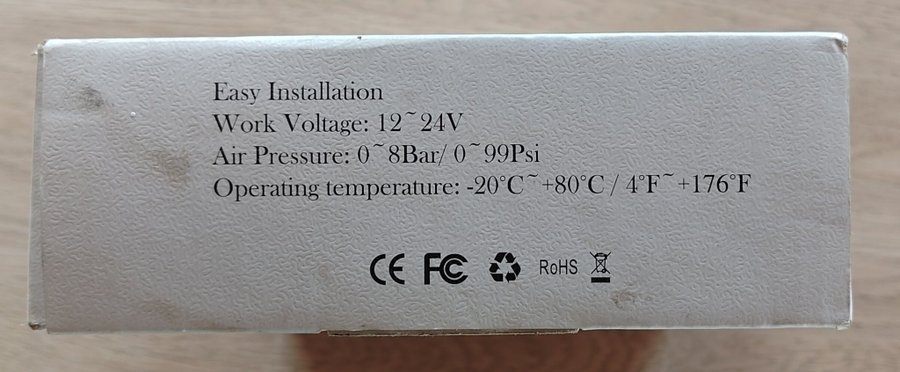 Easy Installation
Work Voltage: 12~24V
Air Pressure: 0~8Bar/ 0~99Psi
Operating temperature: -20°C~+80°C / 4°F~+176°F
CE FC RoHS